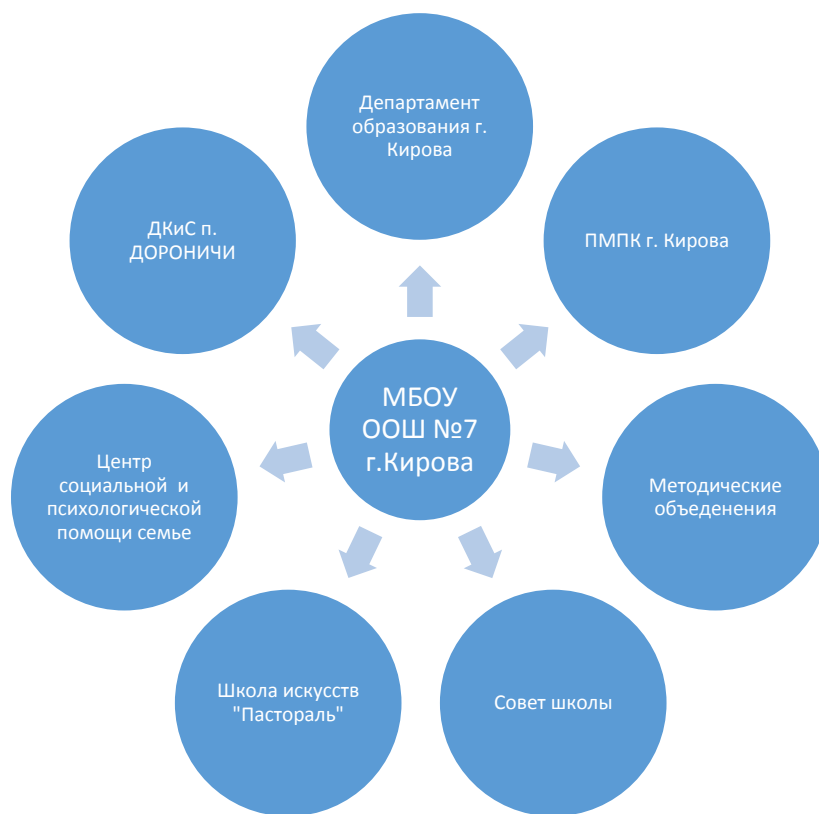 Департамент
образования г.
Кирова
ДКиС п.
ДОРОНИЧИ
ПМПК г. Кирова
МБОУ
ООШ №7
г.Кирова
Центр
социальной и
психологической
помощи семье
Методические
объеденения
Школа искусств
"Пастораль"
Совет школы